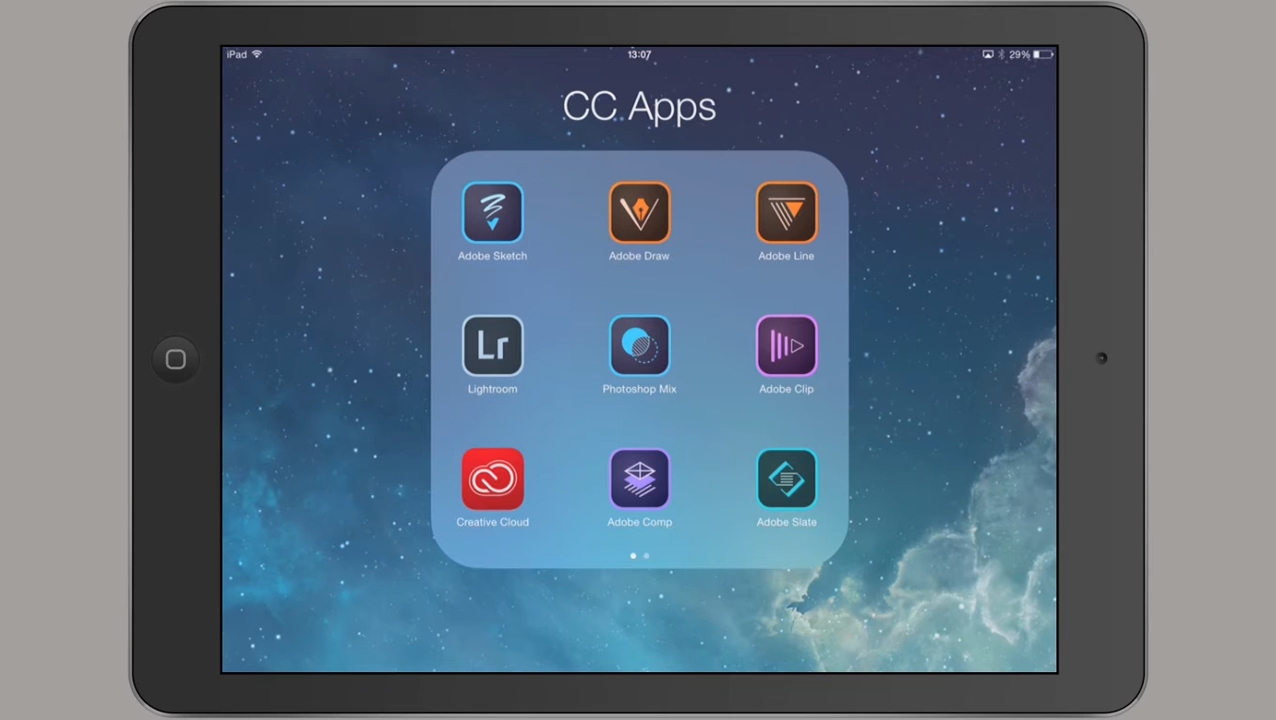 iPad
13:07
29%
CC Apps
Adobe Sketch
Adobe Draw
Adobe Line
Lr
Lightroom
Photoshop Mix
Adobe Clip
Creative Cloud
Adobe Comp
Adobe Slate